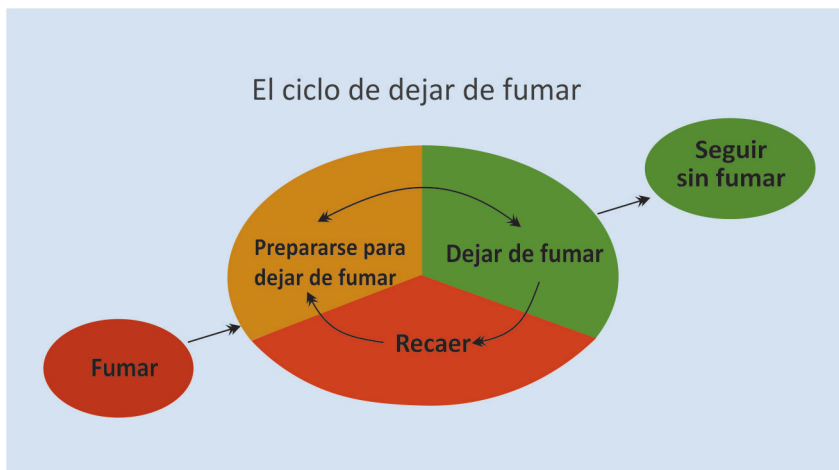 El ciclo de dejar de fumar
Seguir
sin fumar
Prepararse para
dejar de fumar
Dejar de fumar
Recaer
Fumar